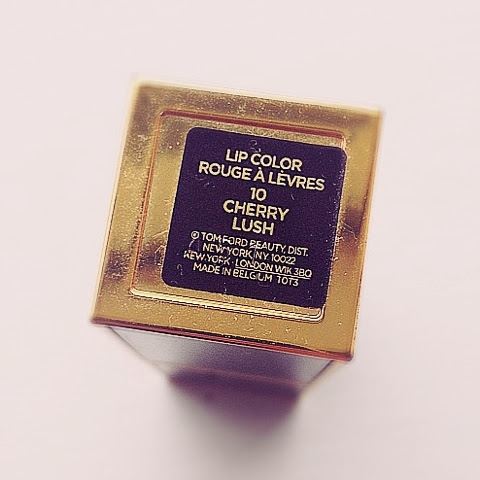 LIP COLOR
ROUGE À LÈVRES
10
CHERRY
LUSH
© TOM FORD BEAUTY, DIST.
NEW YORK, NY 10022
NEW YORK · LONDON W1K 3BQ
MADE IN BELGIUM 10T3